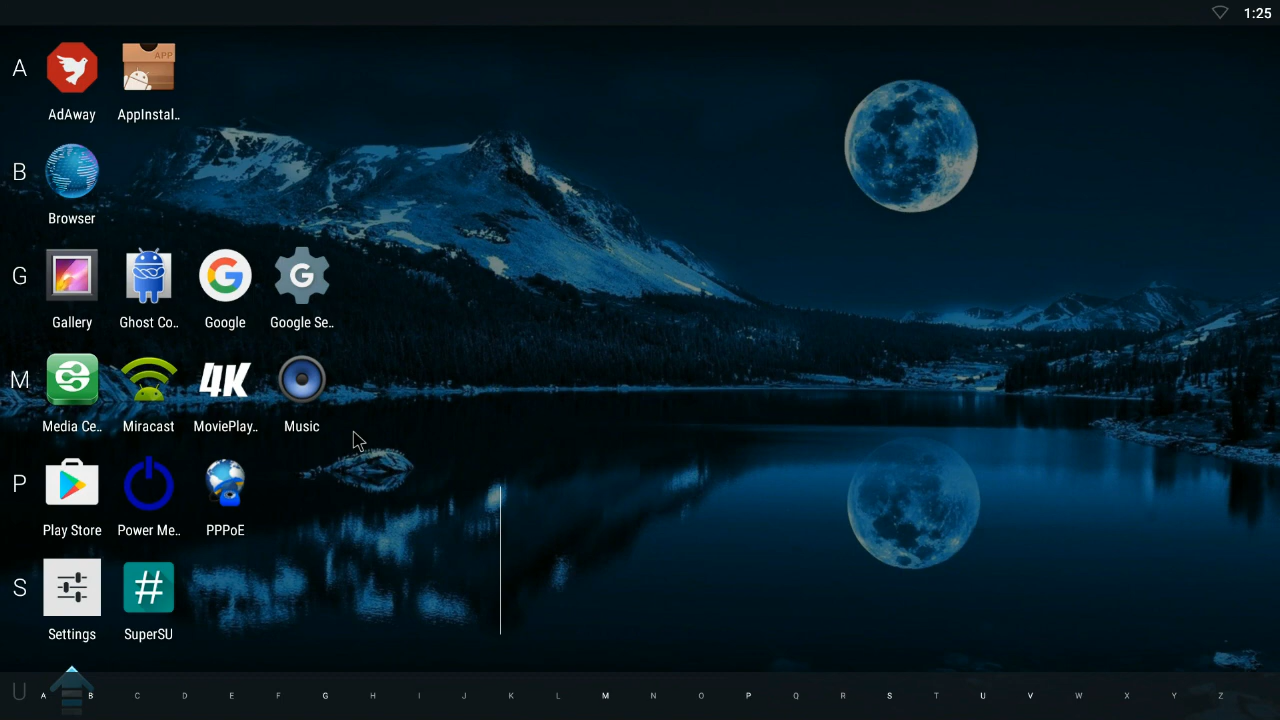 1:25
A
AdAway
APP
AppInstal..
B
Browser
G
Gallery
Ghost Co..
Google
Google Se..
M
Media Ce..
Miracast
4K
MoviePlay..
Music
P
Play Store
Power Me..
PPPoE
S
Settings
SuperSU
U
A B C D E F G H I J K L M N O P Q R S T U V W X Y Z